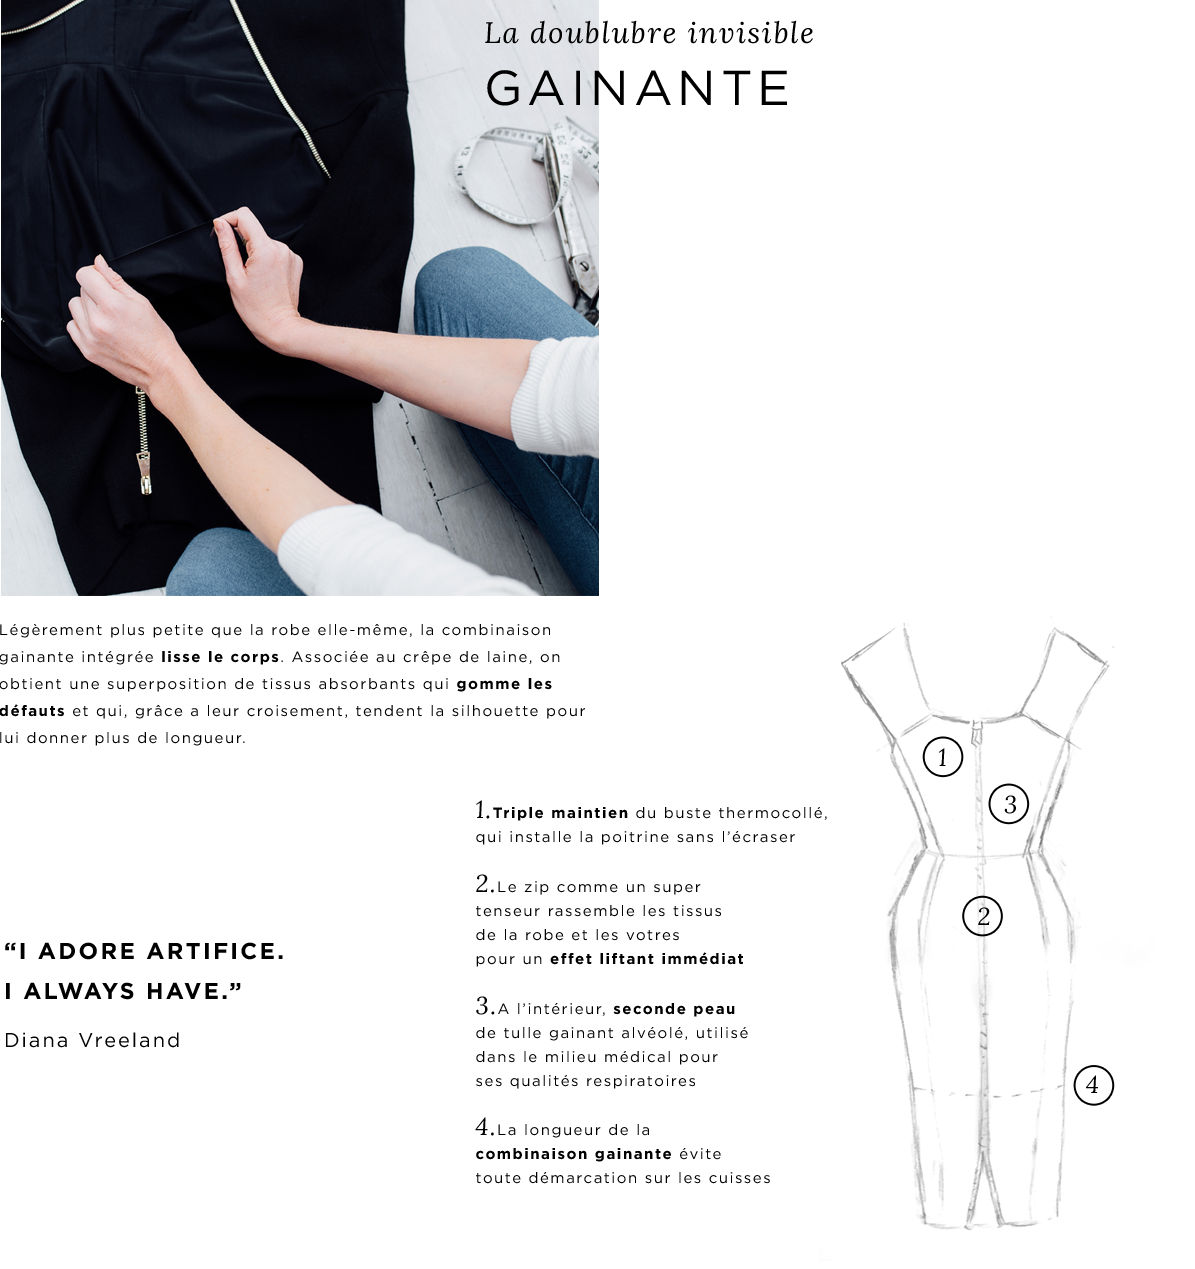 La doublubre invisible
GAINANTE
Légèrement plus petite que la robe elle-même, la combinaison
gainante intégrée lisse le corps. Associée au crêpe de laine, on
obtient une superposition de tissus absorbants qui gomme les
défauts et qui, grâce a leur croisement, tendent la silhouette pour
lui donner plus de longueur.
1.Triple maintien du buste thermocollé,
qui installe la poitrine sans l’écraser
2.Le zip comme un super
tenseur rassemble les tissus
de la robe et les votres
pour un effet liftant immédiat
3.A l’intérieur, seconde peau
de tulle gainant alvéolé, utilisé
dans le milieu médical pour
ses qualités respiratoires
4.La longueur de la
combinaison gainante évite
toute démarcation sur les cuisses
“I ADORE ARTIFICE.
I ALWAYS HAVE.”
Diana Vreeland
1
3
2
4